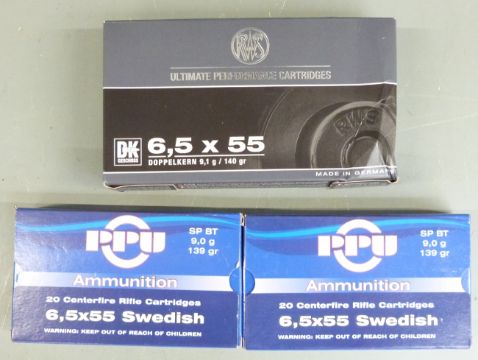 RWS
ULTIMATE PERFORMANCE CARTRIDGES
RWS
DK
GESCHOSS
6,5 x 55
DOPPELKERN 9,1 g / 140 gr
MADE IN GERMANY
PPU
SP BT
9,0 g
139 gr
Ammunition
20 Centerfire Rifle Cartridges
6,5x55 Swedish
WARNING: KEEP OUT OF REACH OF CHILDREN
PPU
SP BT
9,0 g
139 gr
Ammunition
20 Centerfire Rifle Cartridges
6,5x55 Swedish
WARNING: KEEP OUT OF REACH OF CHILDREN